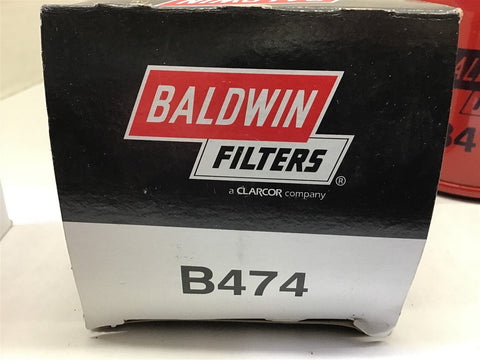 BALDWIN
FILTERS®
a CLARCOR company
B474